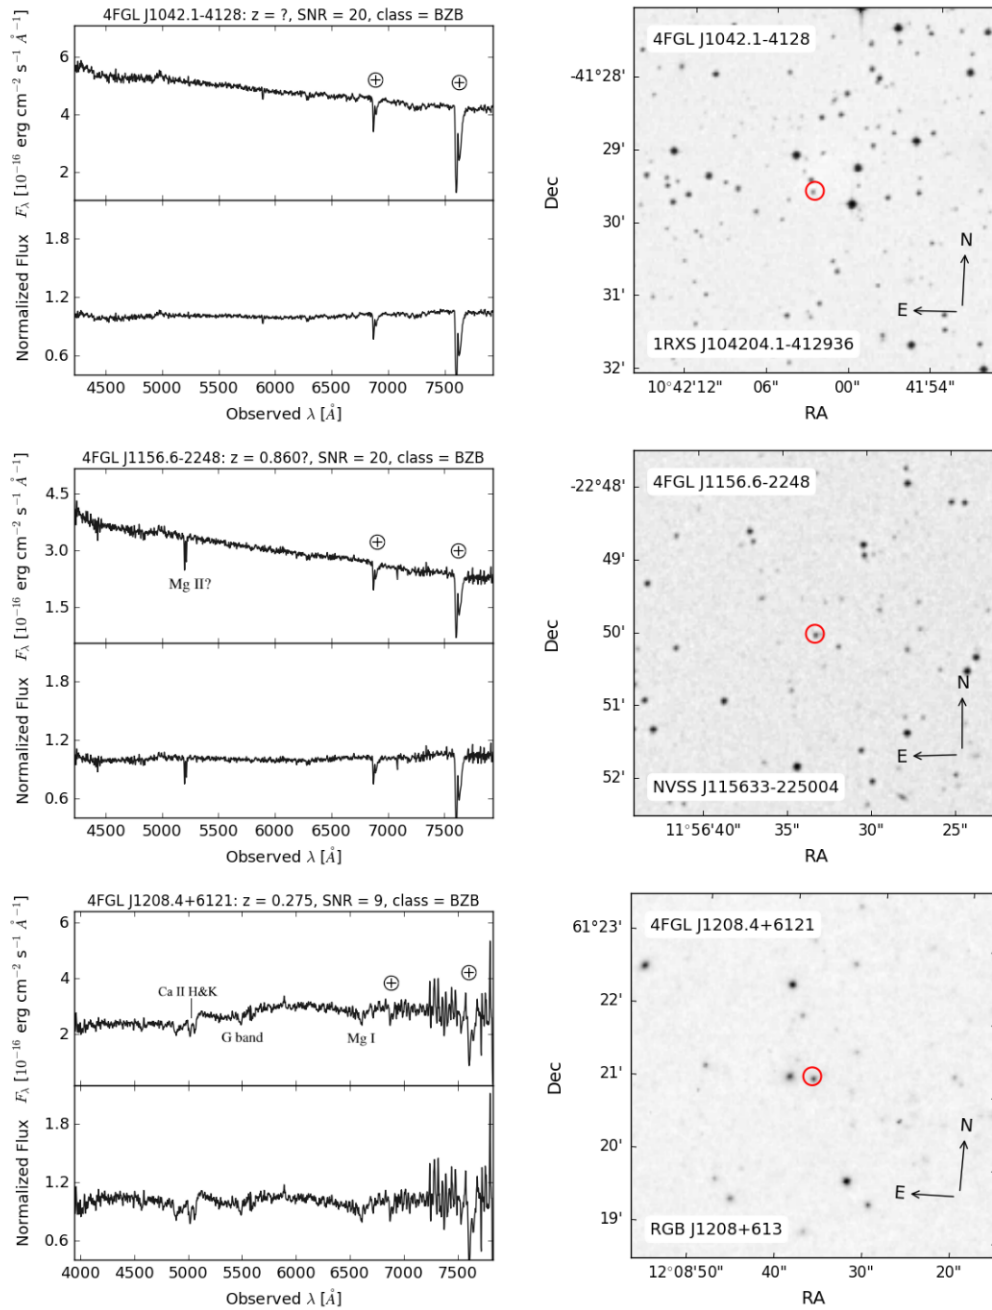 4FGL J1042.1-4128: z = ?, SNR = 20, class = BZB
F_λ [10⁻¹⁶ erg cm⁻² s⁻¹ Å⁻¹]
6
4
2
⊕
⊕
Normalized Flux
1.8
1.2
0.6
4500 5000 5500 6000 6500 7000 7500
Observed λ [Å]
4FGL J1042.1-4128
-41°28'
29'
30'
31'
32'
Dec
N
E
1RXS J104204.1-412936
10°42'12" 06" 00" 41'54"
RA
4FGL J1156.6-2248: z = 0.860?, SNR = 20, class = BZB
F_λ [10⁻¹⁶ erg cm⁻² s⁻¹ Å⁻¹]
4.5
3.0
1.5
⊕
⊕
Mg II?
Normalized Flux
1.8
1.2
0.6
4500 5000 5500 6000 6500 7000 7500
Observed λ [Å]
4FGL J1156.6-2248
-22°48'
49'
50'
51'
52'
Dec
N
E
NVSS J115633-225004
11°56'40" 35" 30" 25"
RA
4FGL J1208.4+6121: z = 0.275, SNR = 9, class = BZB
F_λ [10⁻¹⁶ erg cm⁻² s⁻¹ Å⁻¹]
6
4
2
Ca II H&K
G band
Mg I
⊕
⊕
Normalized Flux
1.8
1.2
0.6
4000 4500 5000 5500 6000 6500 7000 7500
Observed λ [Å]
4FGL J1208.4+6121
61°23'
22'
21'
20'
19'
Dec
N
E
RGB J1208+613
12°08'50" 40" 30" 20"
RA